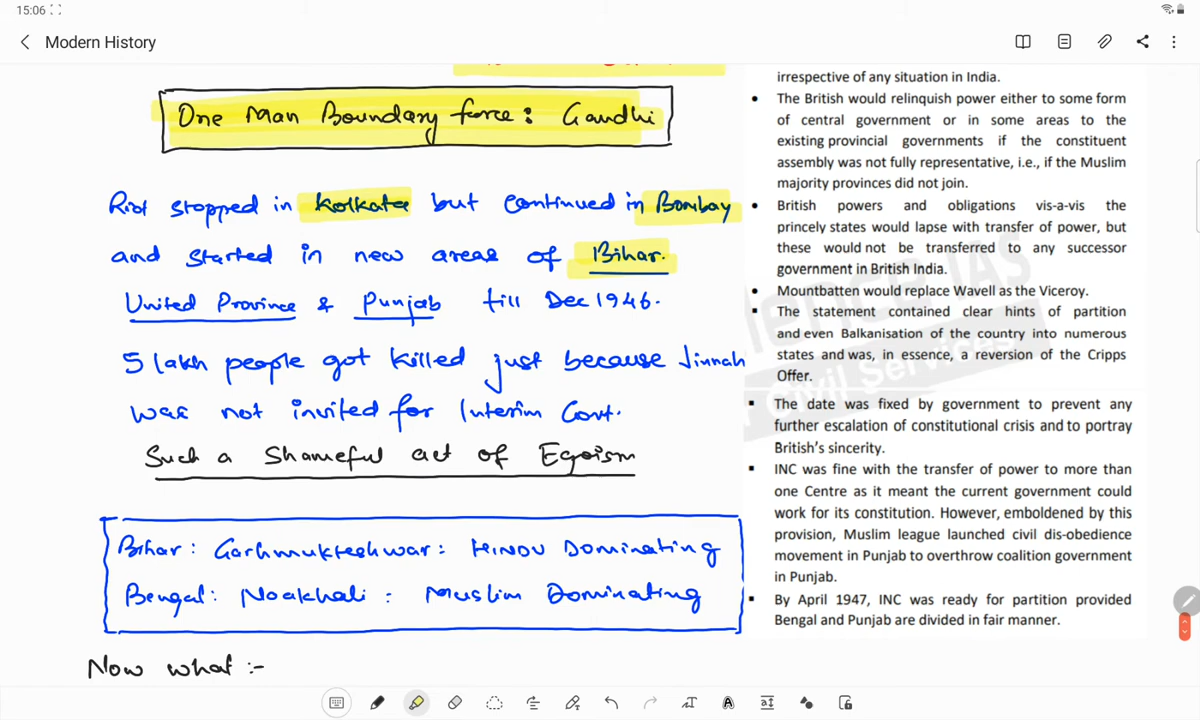 15:06
Modern History
One Man Boundary force: Gandhi
Riot stopped in Kolkata but continued in Bombay
and started in new areas of Bihar.
United Province & Punjab till Dec 1946.
5 lakh people got killed just because Jinnah
was not invited for Interim Govt.
Such a Shameful act of Egoism
Bihar: Garhmukteshwar: HINDU Dominating
Bengal: Noakhali: Muslim Dominating
Now what :-
irrespective of any situation in India.
• The British would relinquish power either to some form
of central government or in some areas to the
existing provincial governments if the constituent
assembly was not fully representative, i.e., if the Muslim
majority provinces did not join.
• British powers and obligations vis-a-vis the
princely states would lapse with transfer of power, but
these would not be transferred to any successor
government in British India.
• Mountbatten would replace Wavell as the Viceroy.
▪ The statement contained clear hints of partition
and even Balkanisation of the country into numerous
states and was, in essence, a reversion of the Cripps
Offer.
▪ The date was fixed by government to prevent any
further escalation of constitutional crisis and to portray
British's sincerity.
▪ INC was fine with the transfer of power to more than
one Centre as it meant the current government could
work for its constitution. However, emboldened by this
provision, Muslim league launched civil dis-obedience
movement in Punjab to overthrow coalition government
in Punjab.
▪ By April 1947, INC was ready for partition provided
Bengal and Punjab are divided in fair manner.